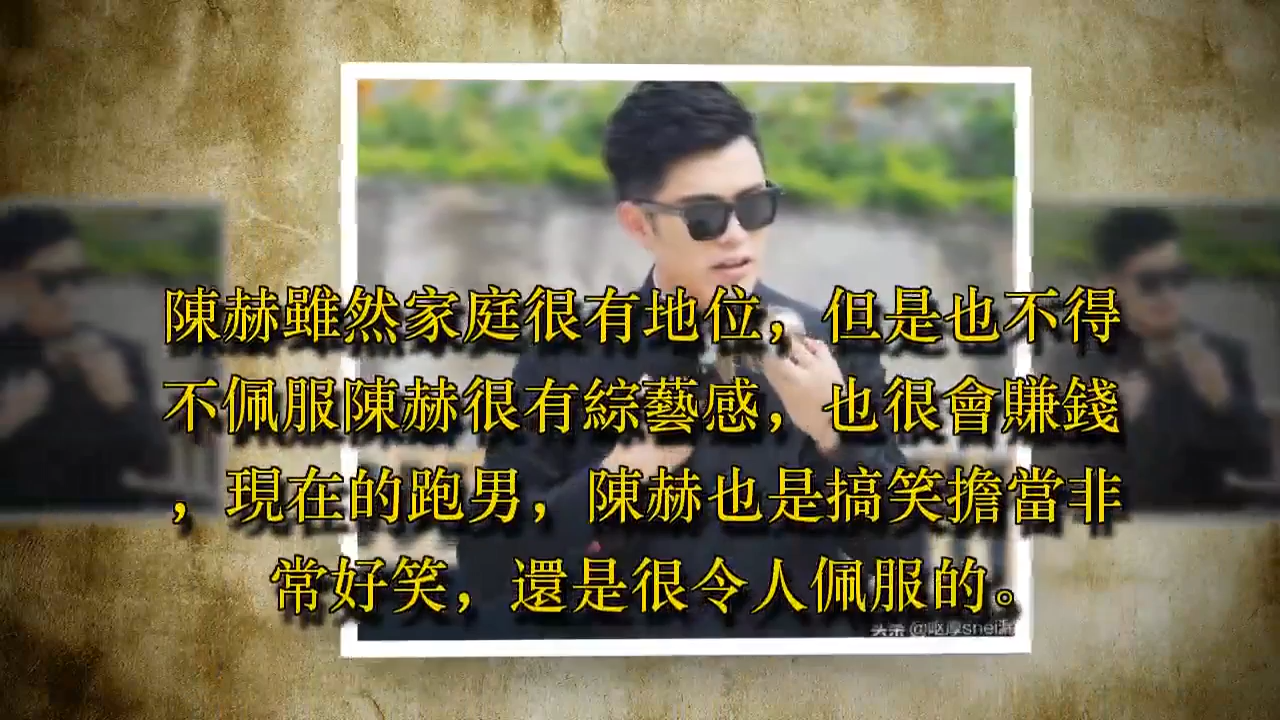 陳赫雖然家庭很有地位，但是也不得
不佩服陳赫很有綜藝感，也很會賺錢
，現在的跑男，陳赫也是搞笑擔當非
常好笑，還是很令人佩服的。
头条